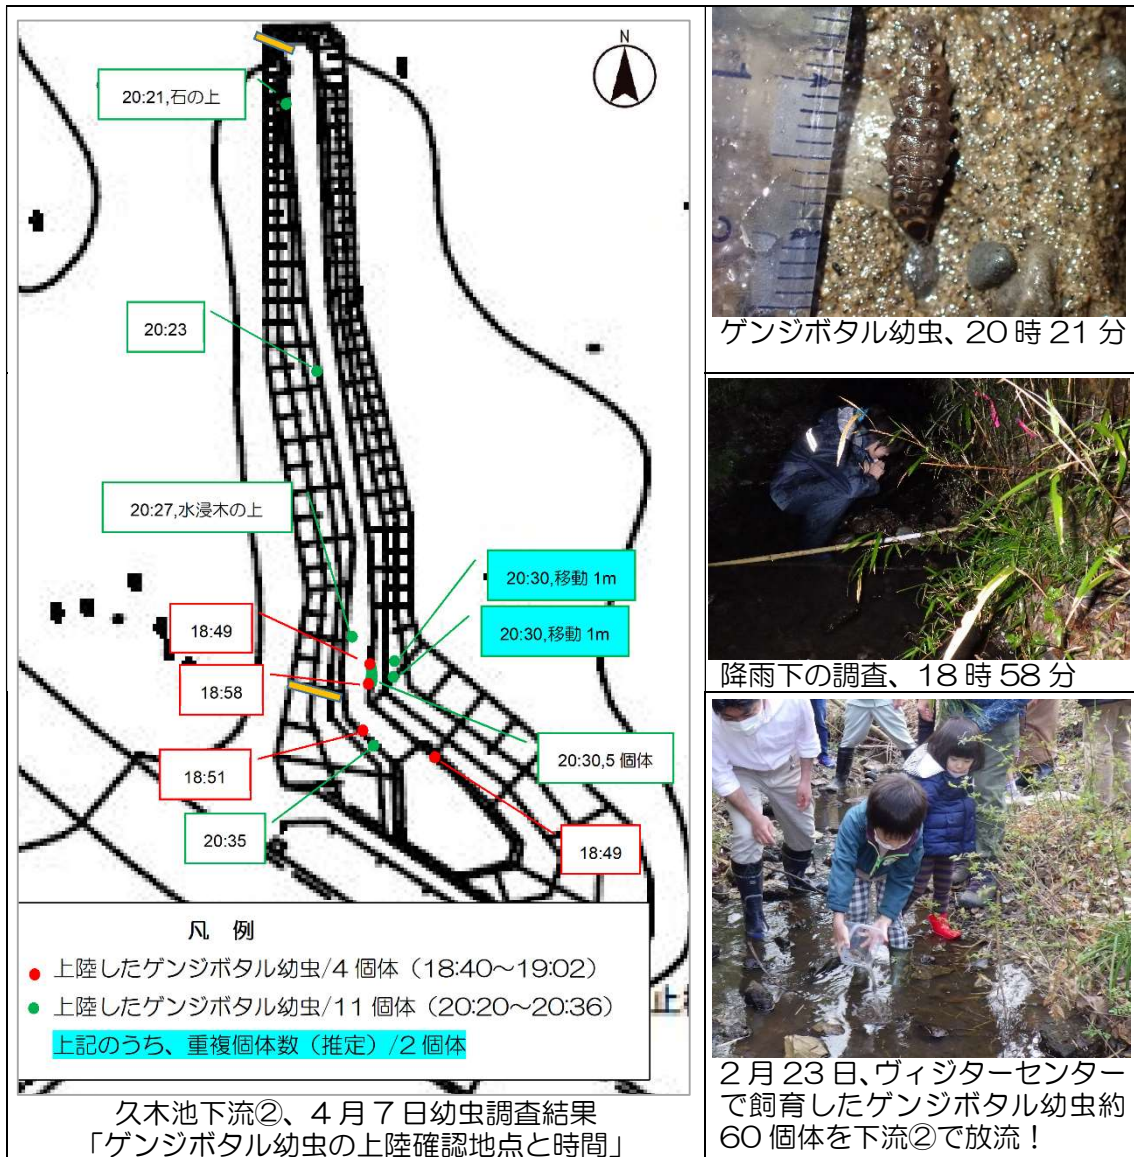 N
20:21,石の上
20:23
20:27,水浸木の上
20:30,移動 1m
20:30,移動 1m
18:49
18:58
18:51
20:30,5 個体
20:35
18:49
凡 例
上陸したゲンジボタル幼虫/4 個体（18:40～19:02）
上陸したゲンジボタル幼虫/11 個体（20:20～20:36）
上記のうち、重複個体数（推定）/2 個体
久木池下流②、4 月 7 日幼虫調査結果
「ゲンジボタル幼虫の上陸確認地点と時間」
ゲンジボタル幼虫、20 時 21 分
降雨下の調査、18 時 58 分
2 月 23 日、ヴィジターセンター
で飼育したゲンジボタル幼虫約
60 個体を下流②で放流！